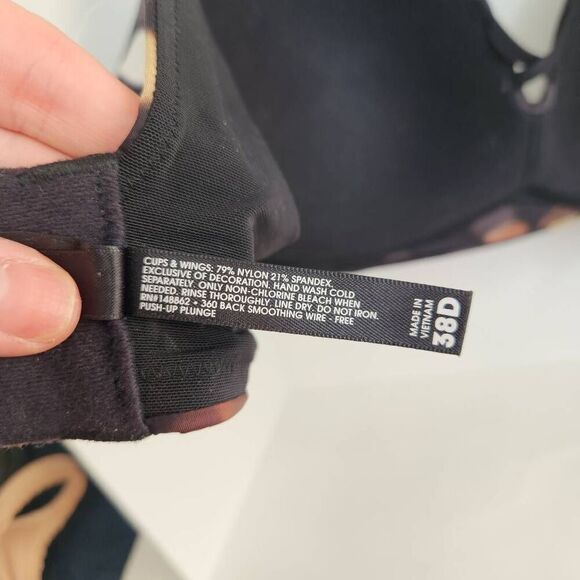 CUPS & WINGS: 79% NYLON 21% SPANDEX
EXCLUSIVE OF DECORATION. HAND WASH COLD
SEPARATELY. ONLY NON-CHLORINE BLEACH WHEN
NEEDED. RINSE THOROUGHLY. LINE DRY. DO NOT IRON.
RN#148662 • 360 BACK SMOOTHING WIRE - FREE
PUSH-UP PLUNGE
MADE IN
VIETNAM
38D